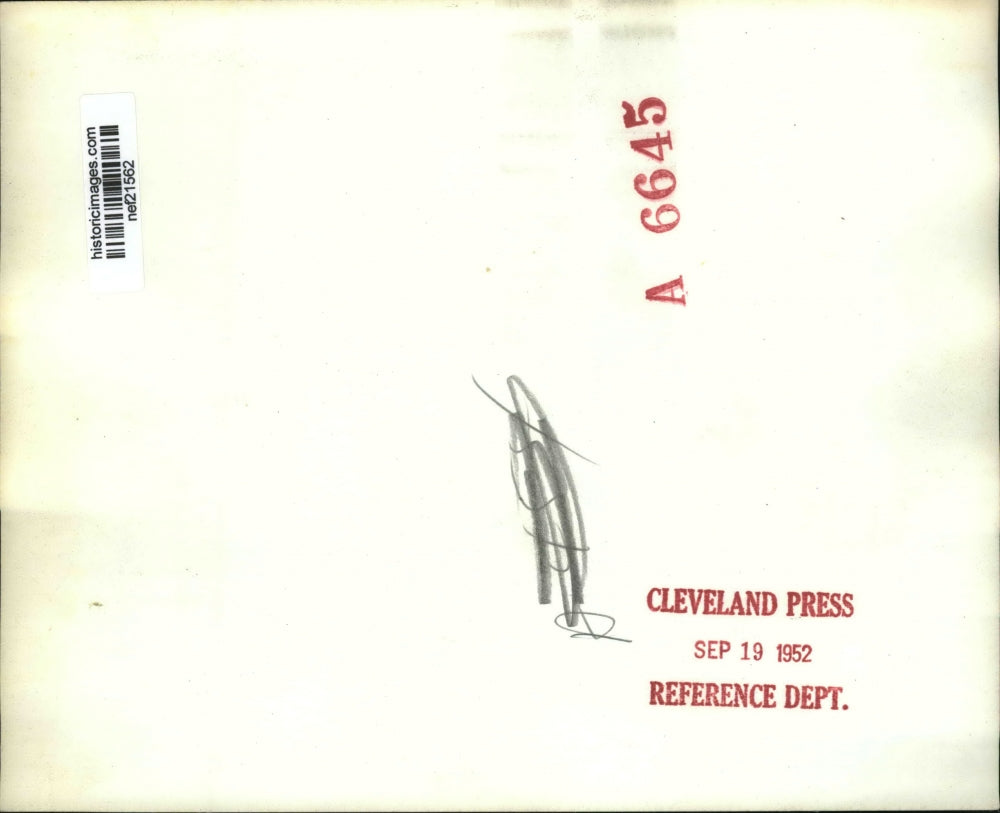 historicimages.com
nef21562
A 6645
CLEVELAND PRESS
SEP 19 1952
REFERENCE DEPT.